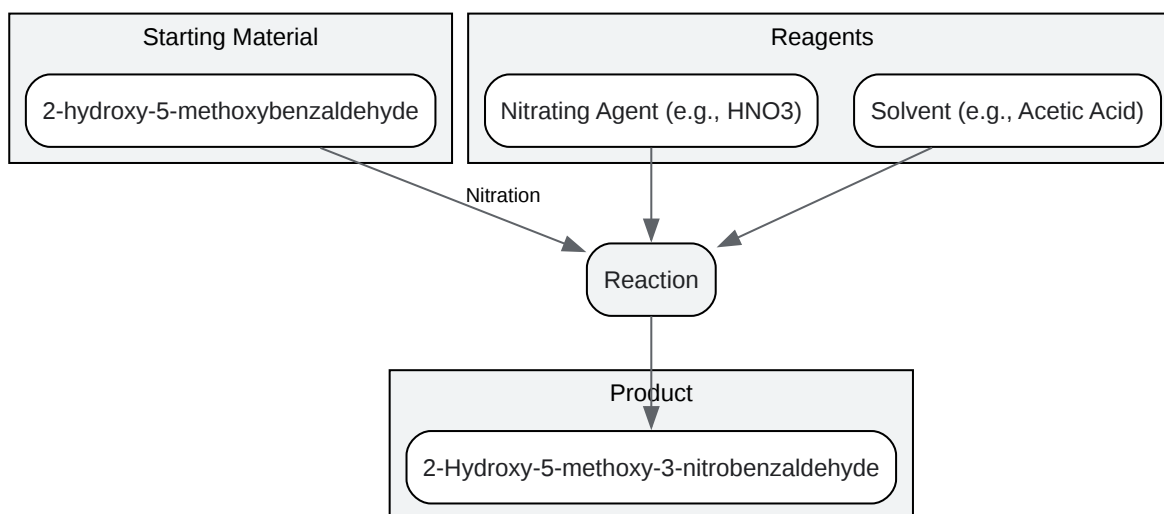 Starting Material
Reagents
2-hydroxy-5-methoxybenzaldehyde
Nitrating Agent (e.g., HNO3)
Solvent (e.g., Acetic Acid)
Nitration
Reaction
Product
2-Hydroxy-5-methoxy-3-nitrobenzaldehyde